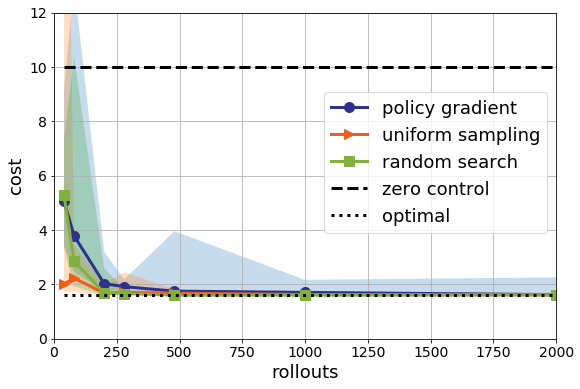 12
10
8
6
4
2
0
cost
policy gradient
uniform sampling
random search
zero control
optimal
0 250 500 750 1000 1250 1500 1750 2000
rollouts